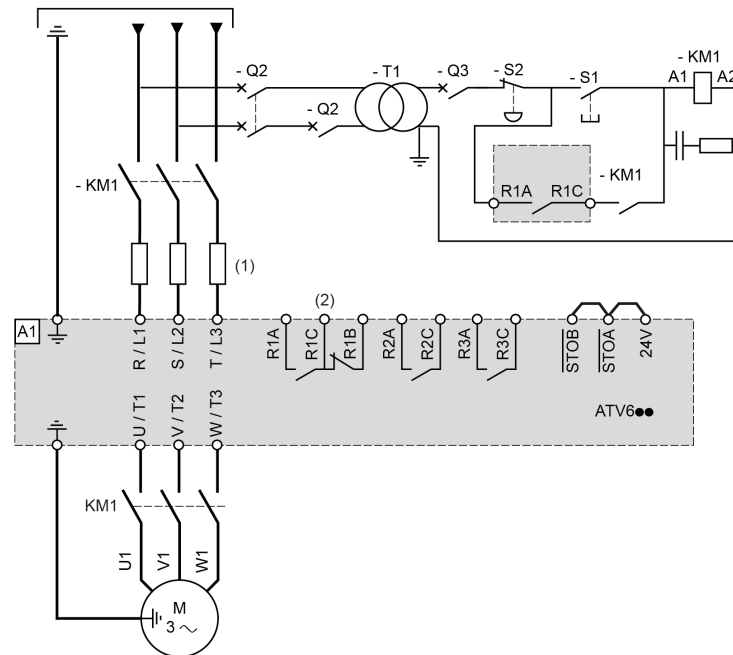 - Q2
- T1
- Q3
- S2
- S1
- KM1
A1
A2
- Q2
- KM1
R1A
R1C
- KM1
(1)
(2)
A1
R / L1
S / L2
T / L3
R1A
R1C
R1B
R2A
R2C
R3A
R3C
STOB
STOA
24V
ATV6●●
U / T1
V / T2
W / T3
KM1
U1
V1
W1
M
3 ~